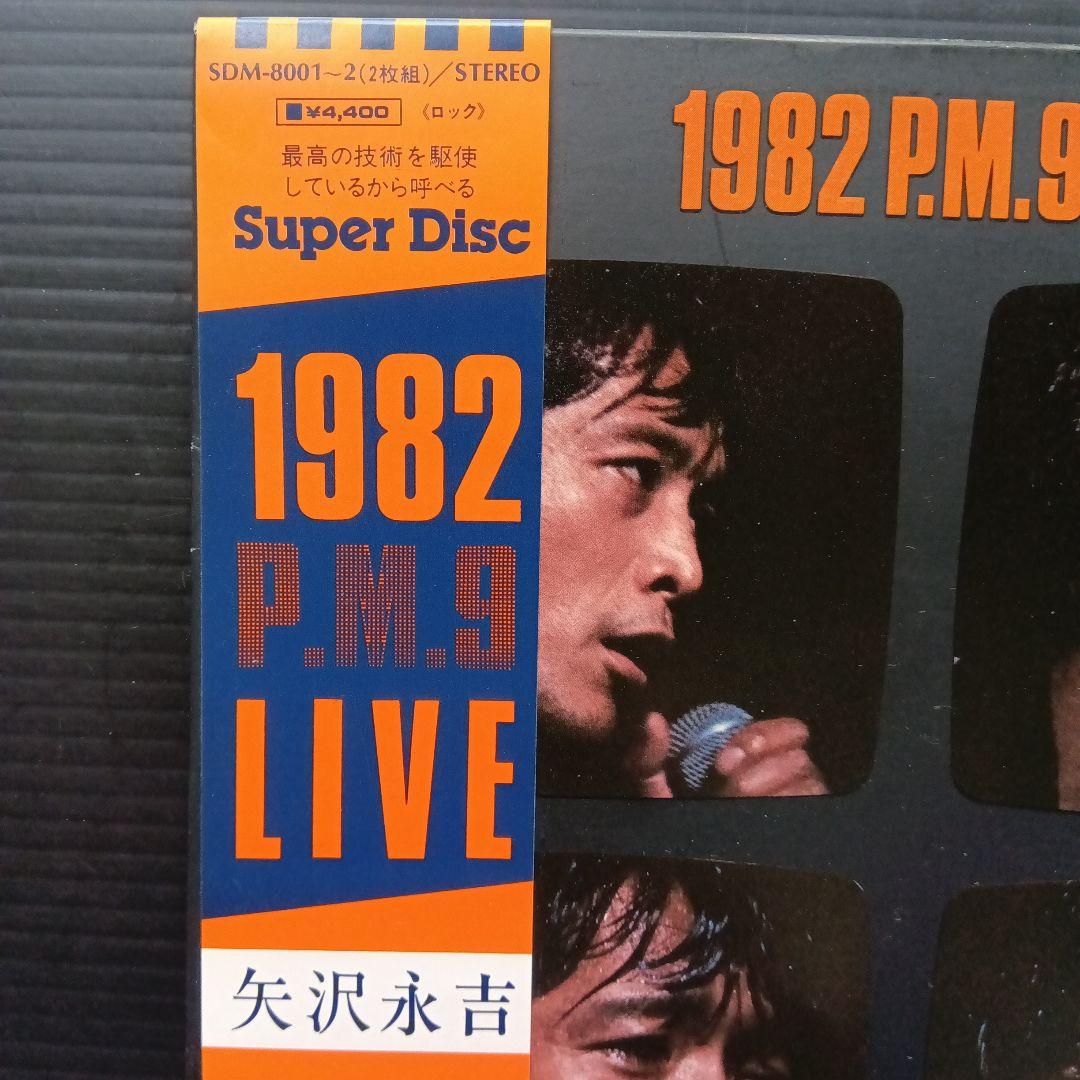 SDM-8001~2(2枚組)/STEREO
■¥4,400 《ロック》
最高の技術を駆使
しているから呼べる
Super Disc
1982
P.M.9
LIVE
矢沢永吉
1982 P.M.9